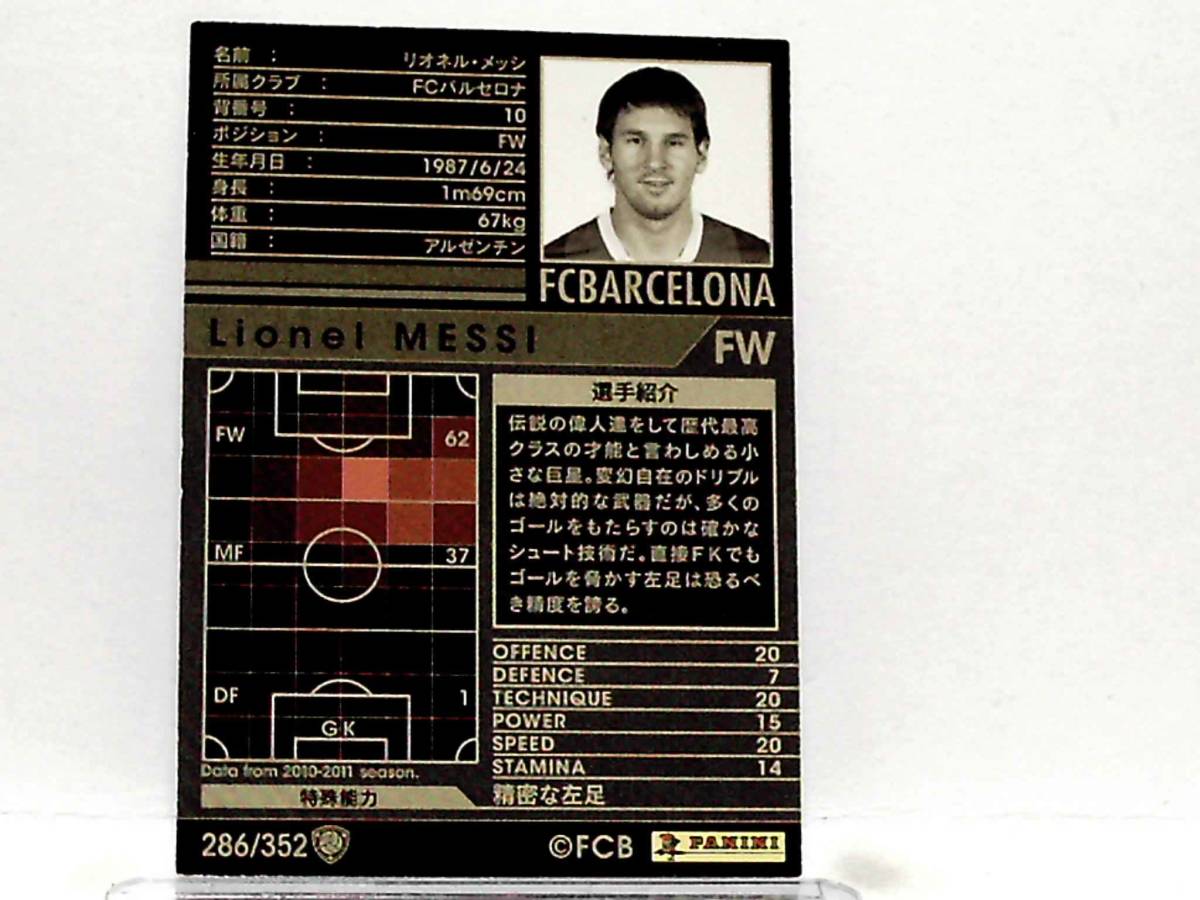 名前 : リオネル・メッシ
所属クラブ : FCバルセロナ
背番号 : 10
ポジション : FW
生年月日 : 1987/6/24
身長 : 1m69cm
体重 : 67kg
国籍 : アルゼンチン
FCBARCELONA
Lionel MESSI
FW
FW 62
MF 37
DF 1
GK
Data from 2010-2011 season.
特殊能力
選手紹介
伝説の偉人達をして歴代最高
クラスの才能と言わしめる小
さな巨星。変幻自在のドリブル
は絶対的な武器だが、多くの
ゴールをもたらすのは確かな
シュート技術だ。直接FKでも
ゴールを脅かす左足は恐るべ
き精度を誇る。
OFFENCE 20
DEFENCE 7
TECHNIQUE 20
POWER 15
SPEED 20
STAMINA 14
精密な左足
286/352
©FCB
PANINI